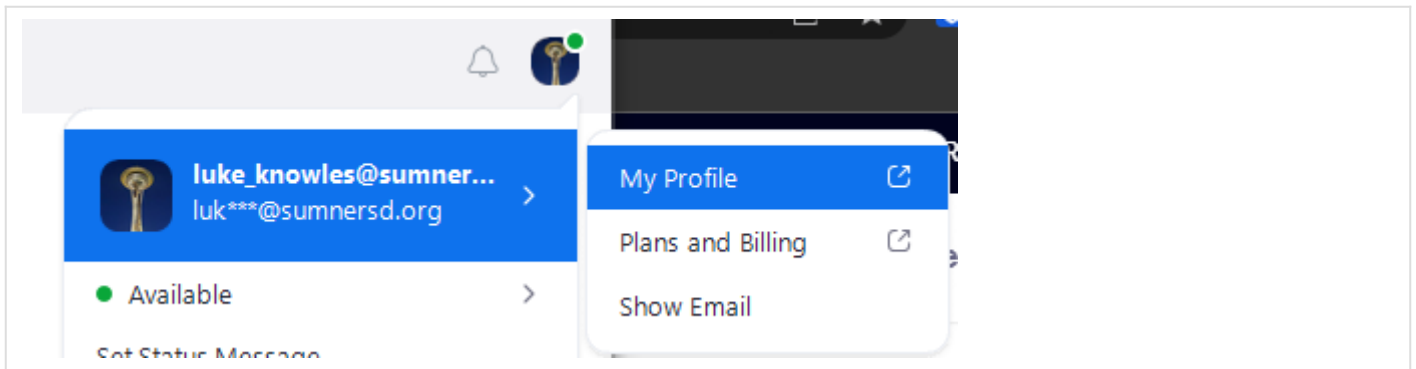 luke_knowles@sumner...
luk***@sumnersd.org
Available
Set Status Message
My Profile
Plans and Billing
Show Email